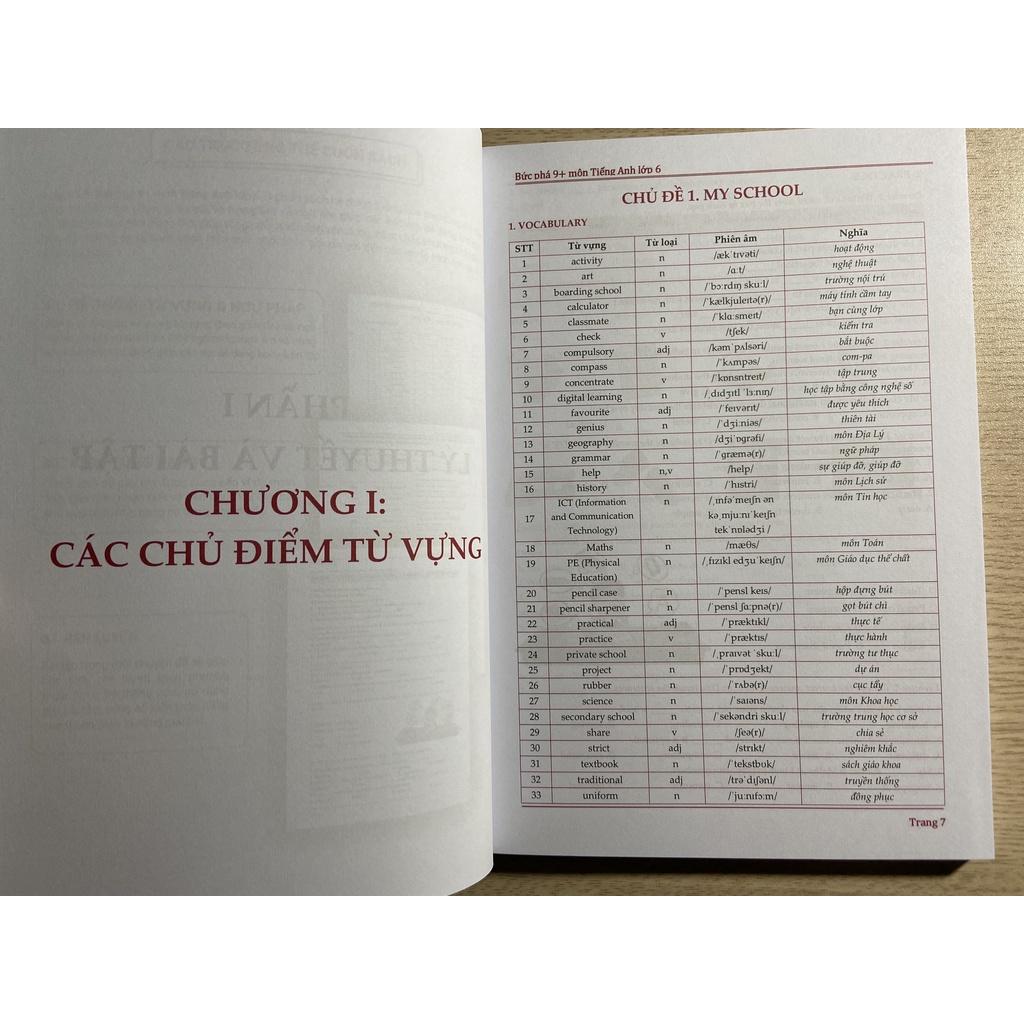 CHƯƠNG I:
CÁC CHỦ ĐIỂM TỪ VỰNG
Bức phá 9+ môn Tiếng Anh lớp 6
CHỦ ĐỀ 1. MY SCHOOL
1. VOCABULARY
STT Từ vựng Từ loại Phiên âm Nghĩa
1 activity n /ækˈtɪvəti/ hoạt động
2 art n /ɑːt/ nghệ thuật
3 boarding school n /ˈbɔːrdɪŋ skuːl/ trường nội trú
4 calculator n /ˈkælkjuleɪtə(r)/ máy tính cầm tay
5 classmate n /ˈklɑːsmeɪt/ bạn cùng lớp
6 check v /tʃek/ kiểm tra
7 compulsory adj /kəmˈpʌlsəri/ bắt buộc
8 compass n /ˈkʌmpəs/ com-pa
9 concentrate v /ˈkɒnsntreɪt/ tập trung
10 digital learning n /ˌdɪdʒɪtl ˈlɜːnɪŋ/ học tập bằng công nghệ số
11 favourite adj /ˈfeɪvərɪt/ được yêu thích
12 genius n /ˈdʒiːniəs/ thiên tài
13 geography n /dʒiˈɒɡrəfi/ môn Địa Lý
14 grammar n /ˈɡræmə(r)/ ngữ pháp
15 help n,v /help/ sự giúp đỡ, giúp đỡ
16 history n /ˈhɪstri/ môn Lịch sử
17 ICT (Information n /ˌɪnfəˈmeɪʃn ən môn Tin học
and Communication kəˌmjuːnɪˈkeɪʃn
Technology) tekˈnɒlədʒi /
18 Maths n /mæθs/ môn Toán
19 PE (Physical n /ˌfɪzɪkl edʒuˈkeɪʃn/ môn Giáo dục thể chất
Education)
20 pencil case n /ˈpensl keɪs/ hộp đựng bút
21 pencil sharpener n /ˈpensl ʃɑːpnə(r)/ gọt bút chì
22 practical adj /ˈpræktɪkl/ thực tế
23 practice v /ˈpræktɪs/ thực hành
24 private school n /ˌpraɪvət ˈskuːl/ trường tư thục
25 project n /ˈprɒdʒekt/ dự án
26 rubber n /ˈrʌbə(r)/ cục tẩy
27 science n /ˈsaɪəns/ môn Khoa học
28 secondary school n /ˈsekəndri skuːl/ trường trung học cơ sở
29 share v /ʃeə(r)/ chia sẻ
30 strict adj /strɪkt/ nghiêm khắc
31 textbook n /ˈtekstbʊk/ sách giáo khoa
32 traditional adj /trəˈdɪʃənl/ truyền thống
33 uniform n /ˈjuːnɪfɔːm/ đồng phục
Trang 7